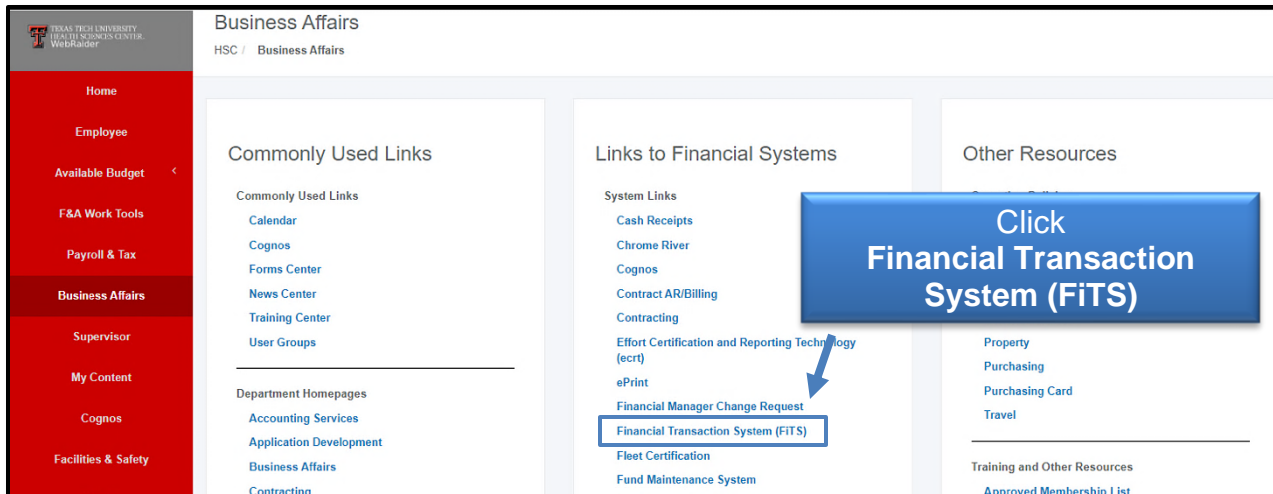 TEXAS TECH UNIVERSITY
HEALTH SCIENCES CENTER.
WebRaider
Business Affairs
HSC / Business Affairs
Home
Employee
Available Budget <
F&A Work Tools
Payroll & Tax
Business Affairs
Supervisor
My Content
Cognos
Facilities & Safety
Commonly Used Links
Commonly Used Links
Calendar
Cognos
Forms Center
News Center
Training Center
User Groups
Department Homepages
Accounting Services
Application Development
Business Affairs
Contracting
Links to Financial Systems
System Links
Cash Receipts
Chrome River
Cognos
Contract AR/Billing
Contracting
Effort Certification and Reporting Technology
(ecrt)
ePrint
Financial Manager Change Request
Financial Transaction System (FiTS)
Fleet Certification
Fund Maintenance System
Click
Financial Transaction
System (FiTS)
Other Resources
Property
Purchasing
Purchasing Card
Travel
Training and Other Resources
Approved Membership List